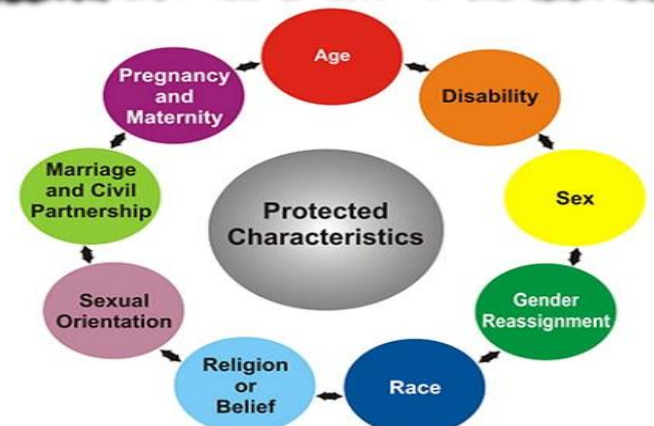 Age
Disability
Sex
Gender
Reassignment
Race
Religion
or
Belief
Sexual
Orientation
Marriage
and Civil
Partnership
Pregnancy
and
Maternity
Protected
Characteristics